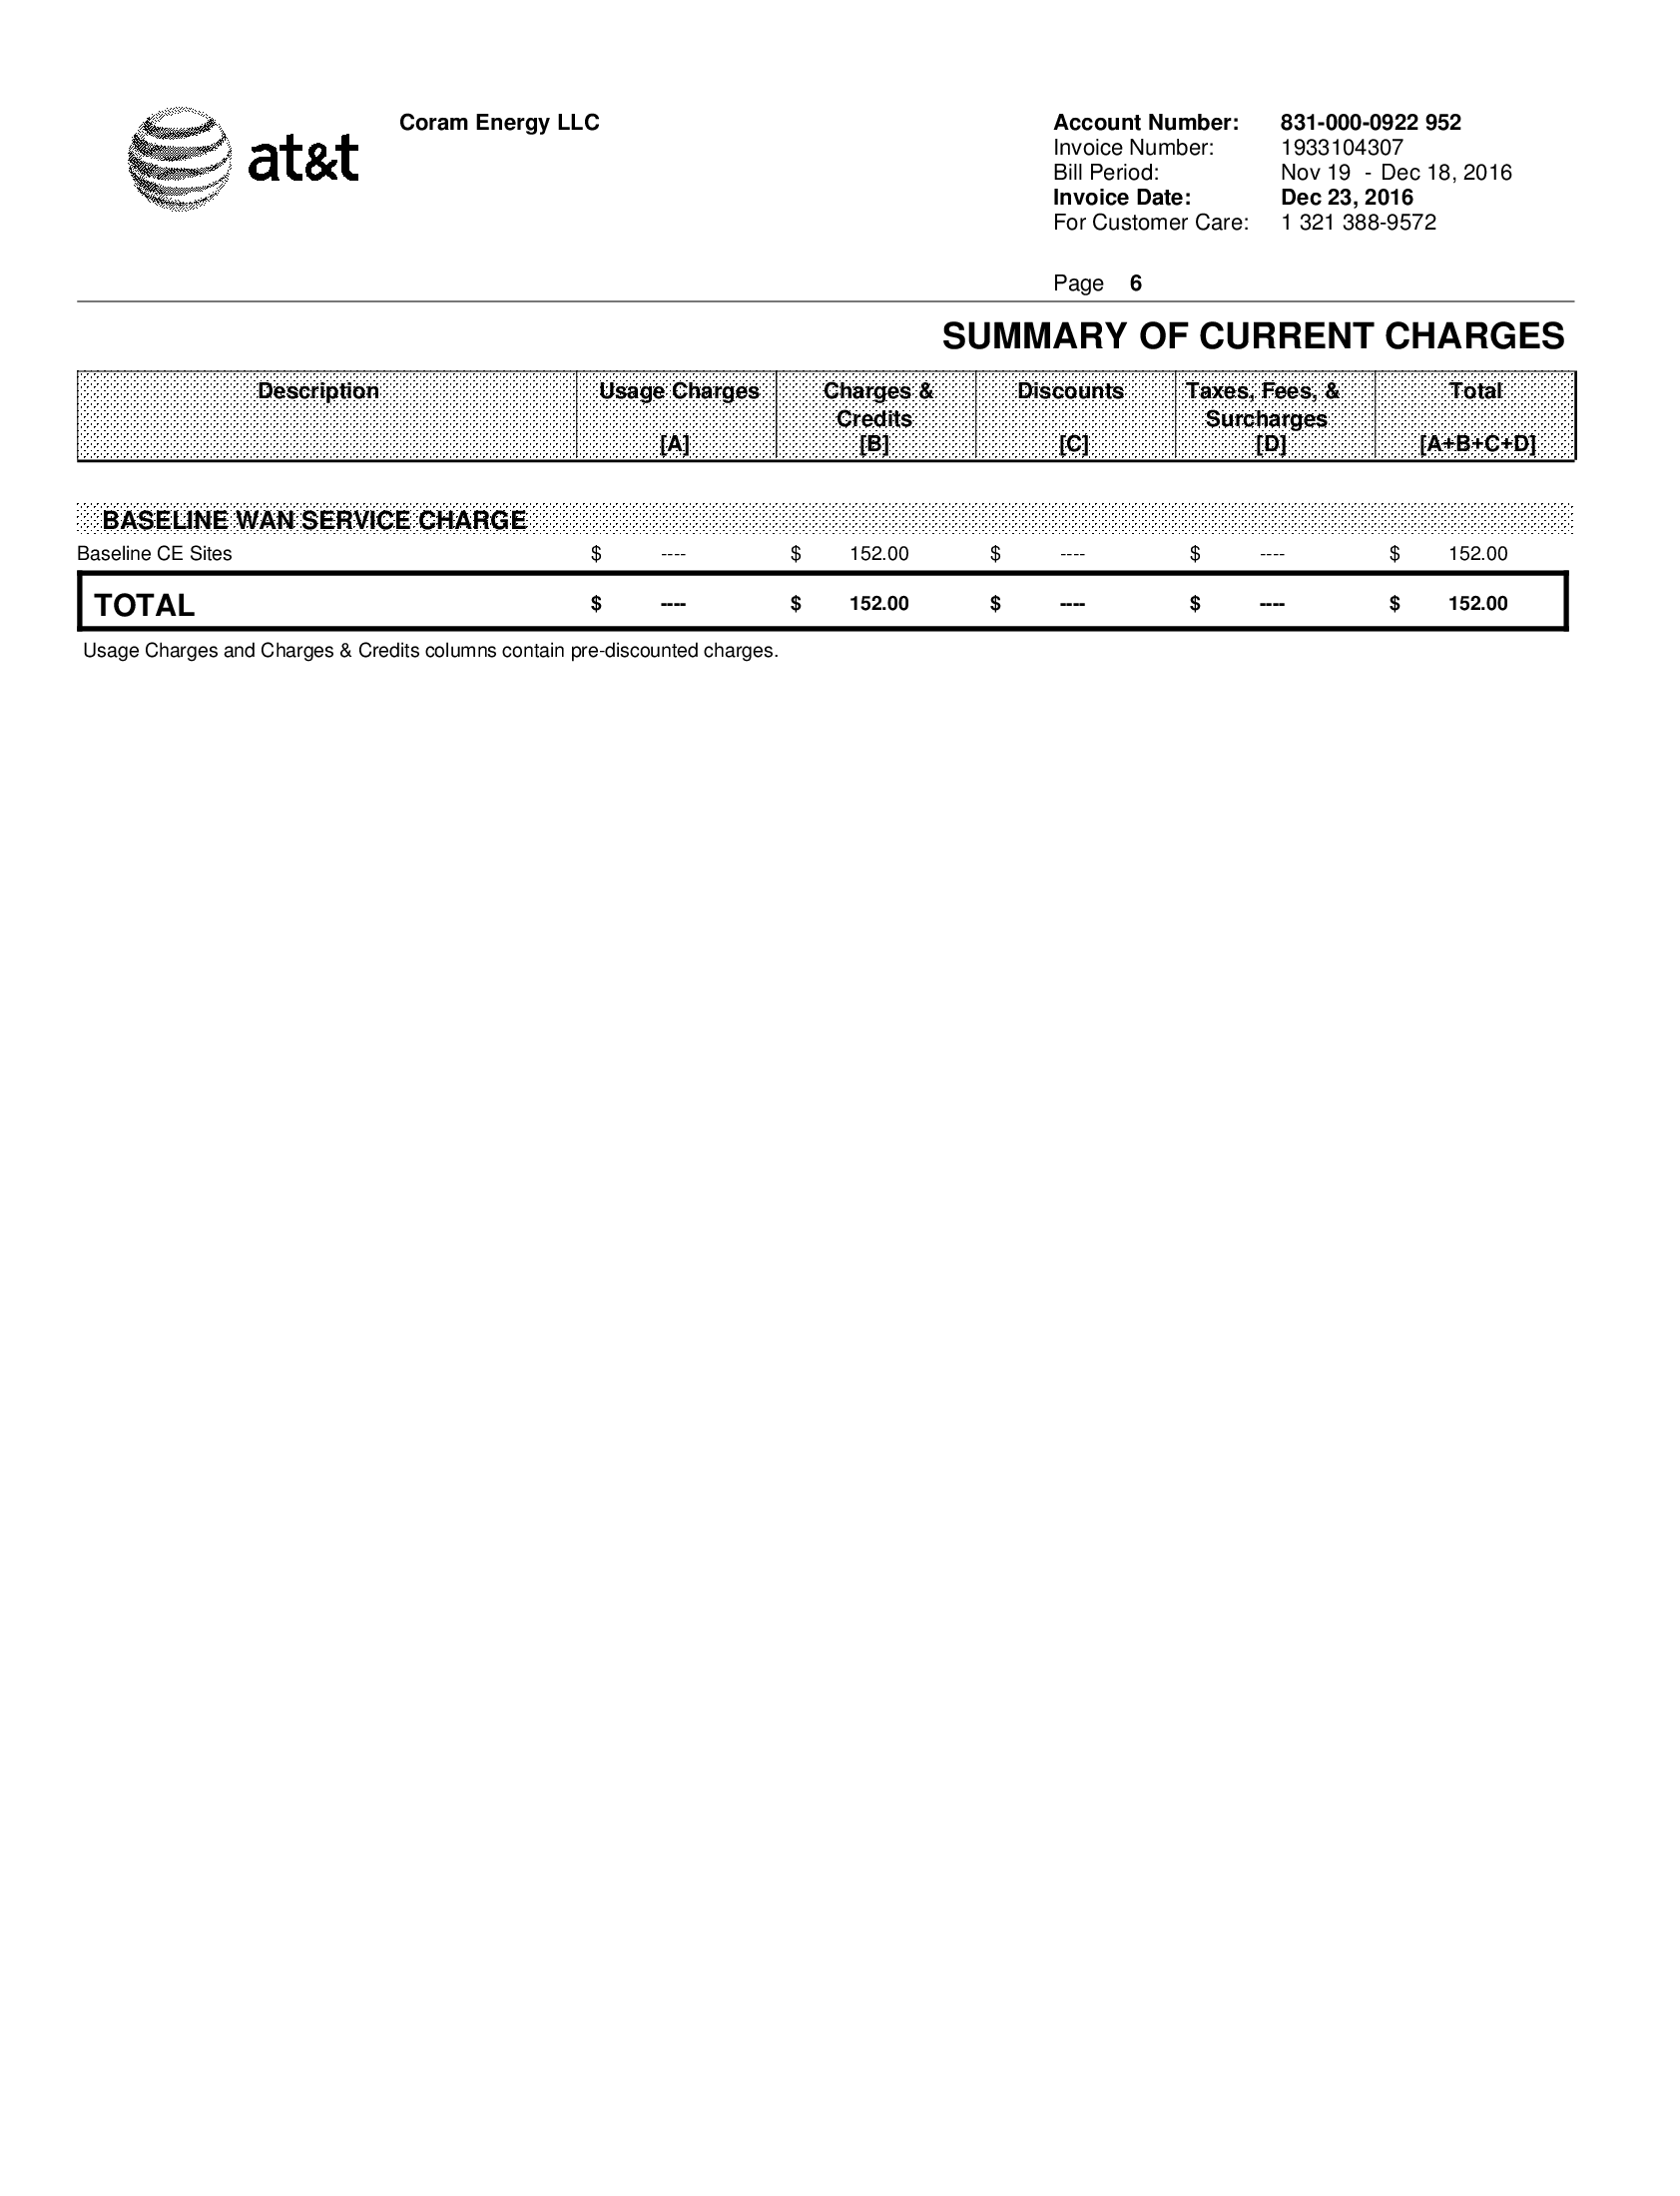 at&t
Coram Energy LLC
Account Number: 831-000-0922 952
Invoice Number: 1933104307
Bill Period: Nov 19 - Dec 18, 2016
Invoice Date: Dec 23, 2016
For Customer Care: 1 321 388-9572
Page 6
SUMMARY OF CURRENT CHARGES
Description Usage Charges Charges & Discounts Taxes, Fees, & Total
Credits Surcharges
[A] [B] [C] [D] [A+B+C+D]
BASELINE WAN SERVICE CHARGE
Baseline CE Sites $ ---- $ 152.00 $ ---- $ ---- $ 152.00
TOTAL $ ---- $ 152.00 $ ---- $ ---- $ 152.00
Usage Charges and Charges & Credits columns contain pre-discounted charges.